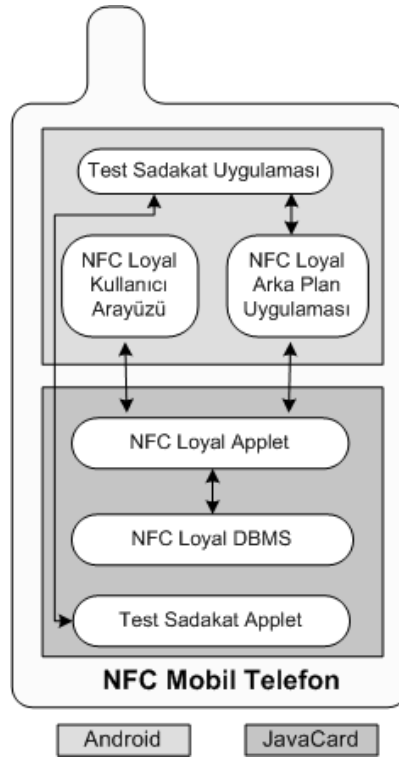 Test Sadakat Uygulaması
NFC Loyal
Kullanıcı
Arayüzü
NFC Loyal
Arka Plan
Uygulaması
NFC Loyal Applet
NFC Loyal DBMS
Test Sadakat Applet
NFC Mobil Telefon
Android
JavaCard